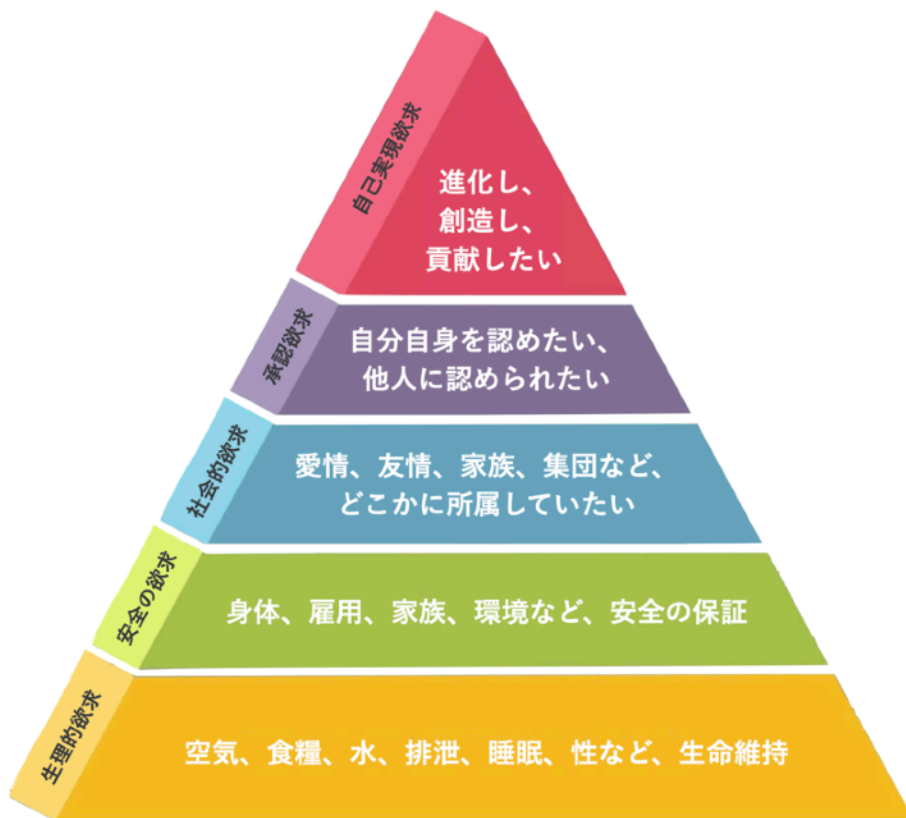 自己実現欲求
進化し、
創造し、
貢献したい
承認欲求
自分自身を認めたい、
他人に認められたい
社会的欲求
愛情、友情、家族、集団など、
どこかに所属していたい
安全の欲求
身体、雇用、家族、環境など、安全の保証
生理的欲求
空気、食糧、水、排泄、睡眠、性など、生命維持